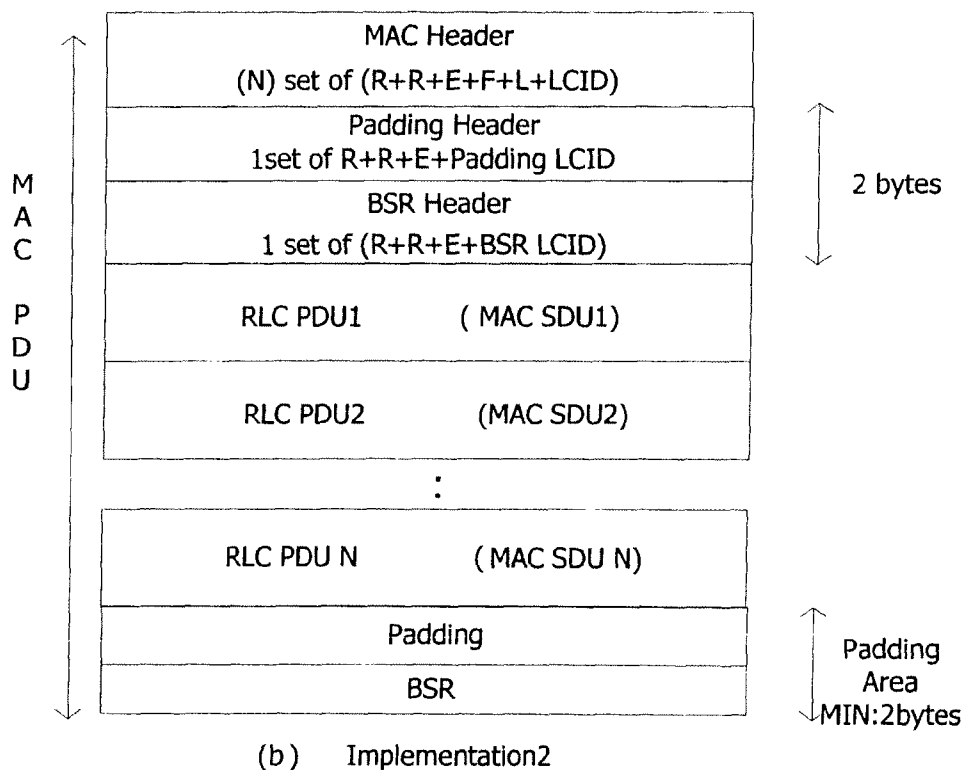 MAC Header
(N) set of (R+R+E+F+L+LCID)
Padding Header
1set of R+R+E+Padding LCID
BSR Header
1 set of (R+R+E+BSR LCID)
2 bytes
MAC PDU
RLC PDU1 ( MAC SDU1)
RLC PDU2 (MAC SDU2)
:
RLC PDU N ( MAC SDU N)
Padding
BSR
Padding
Area
MIN:2bytes
(b) Implementation2